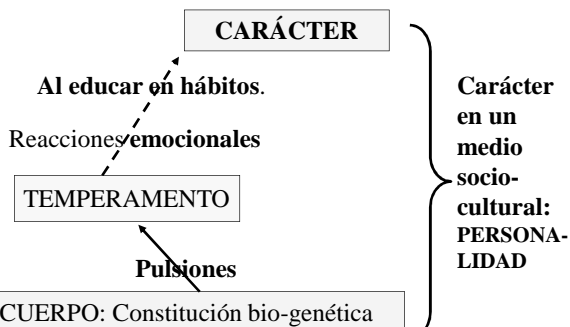 CARÁCTER
Al educar en hábitos.
Reacciones emocionales
TEMPERAMENTO
Pulsiones
CUERPO: Constitución bio-genética
Carácter
en un
medio
socio-
cultural:
PERSONA-
LIDAD